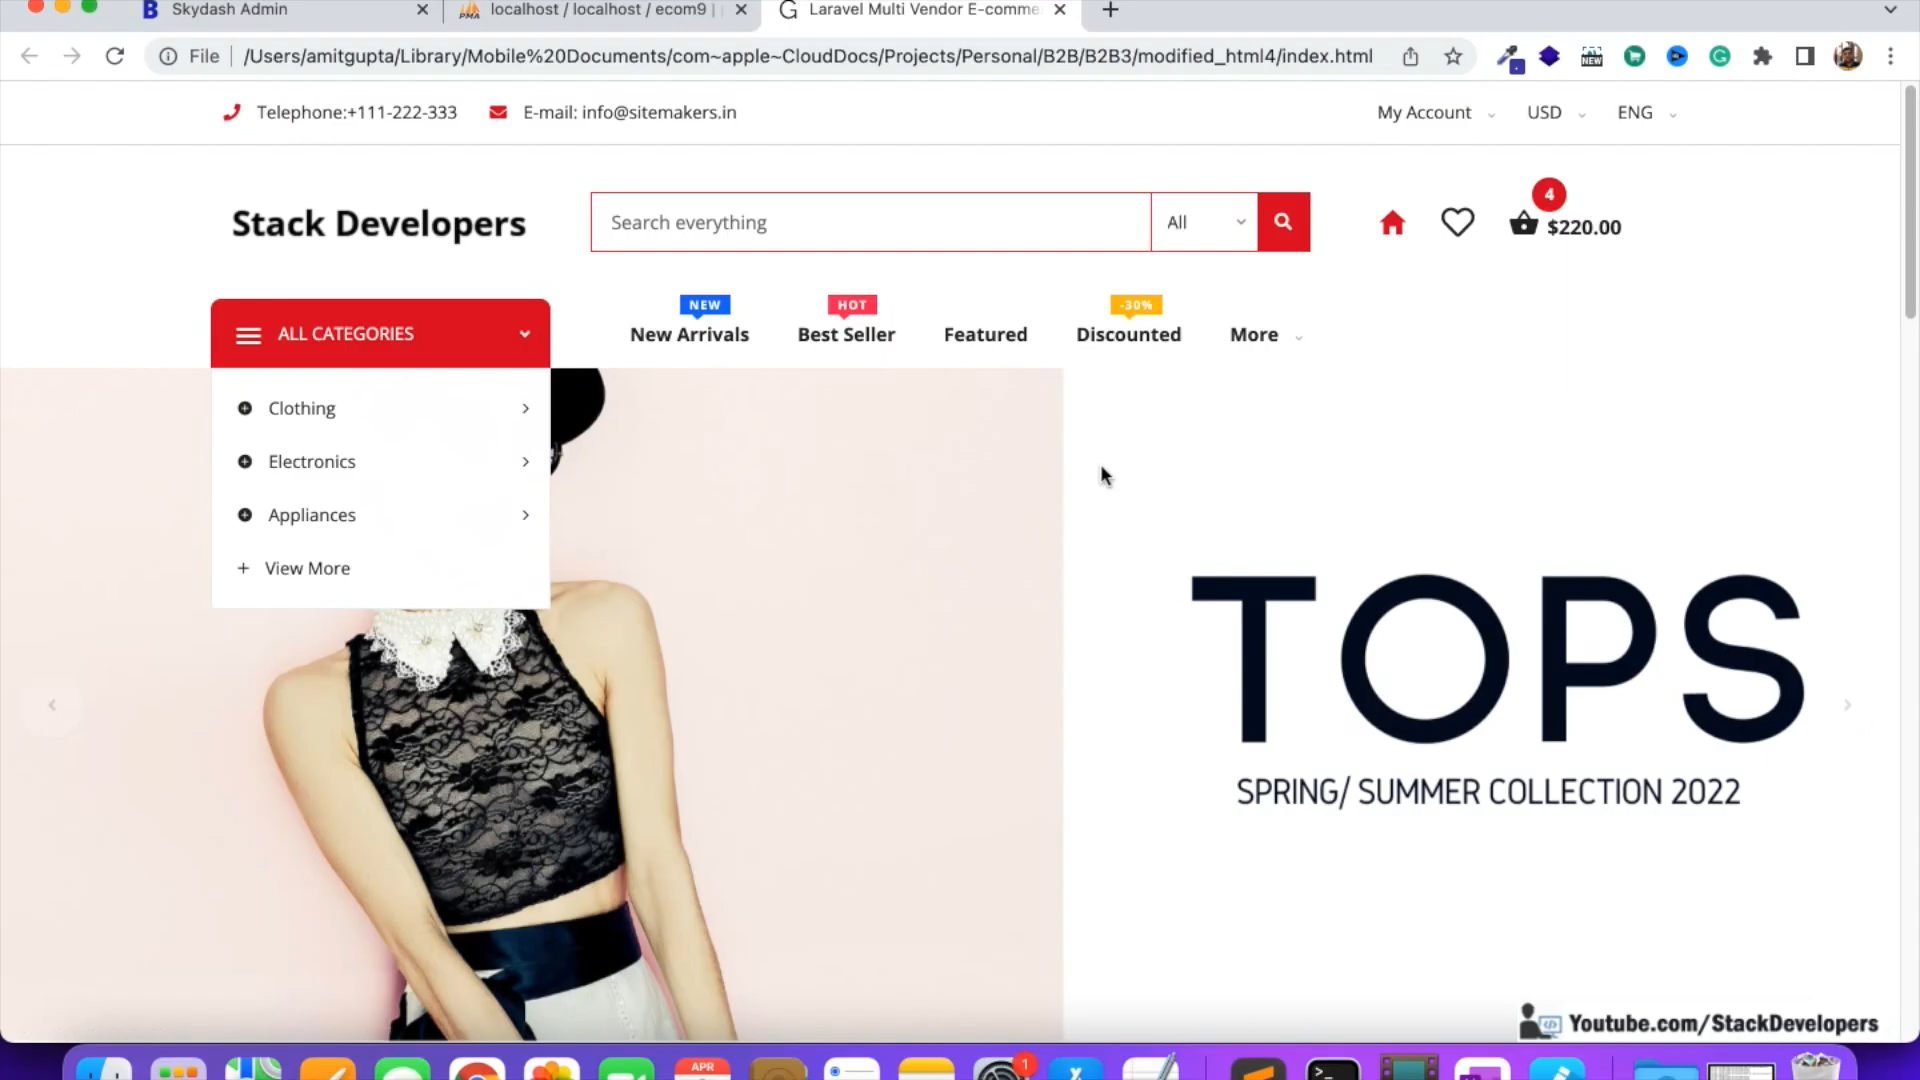 Skydash Admin
localhost / localhost / ecom9 |
Laravel Multi Vendor E-comme
File
/Users/amitgupta/Library/Mobile%20Documents/com~apple~CloudDocs/Projects/Personal/B2B/B2B3/modified_html4/index.html
NEW
Telephone:+111-222-333
E-mail: info@sitemakers.in
My Account
USD
ENG
Stack Developers
Search everything
All
4
$220.00
ALL CATEGORIES
NEW
New Arrivals
HOT
Best Seller
Featured
-30%
Discounted
More
Clothing
Electronics
Appliances
+ View More
TOPS
SPRING/ SUMMER COLLECTION 2022
Youtube.com/StackDevelopers
APR
1